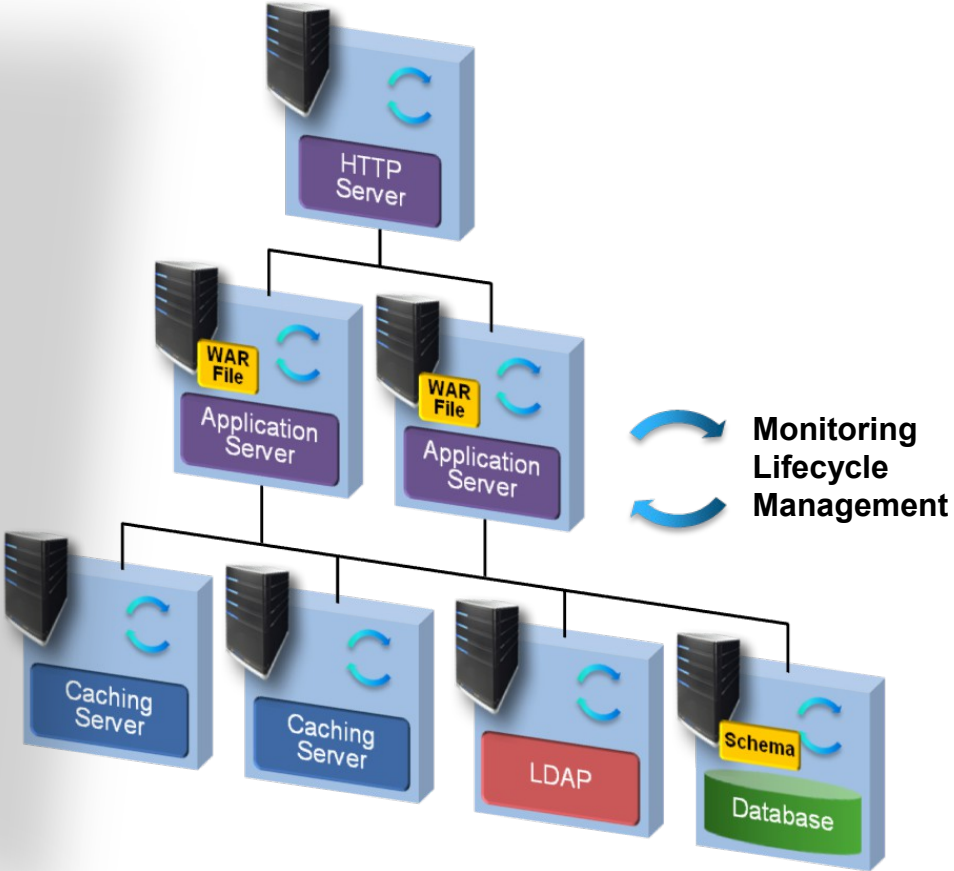 HTTP
Server
WAR
File
Application
Server
WAR
File
Application
Server
Monitoring
Lifecycle
Management
Caching
Server
Caching
Server
LDAP
Schema
Database